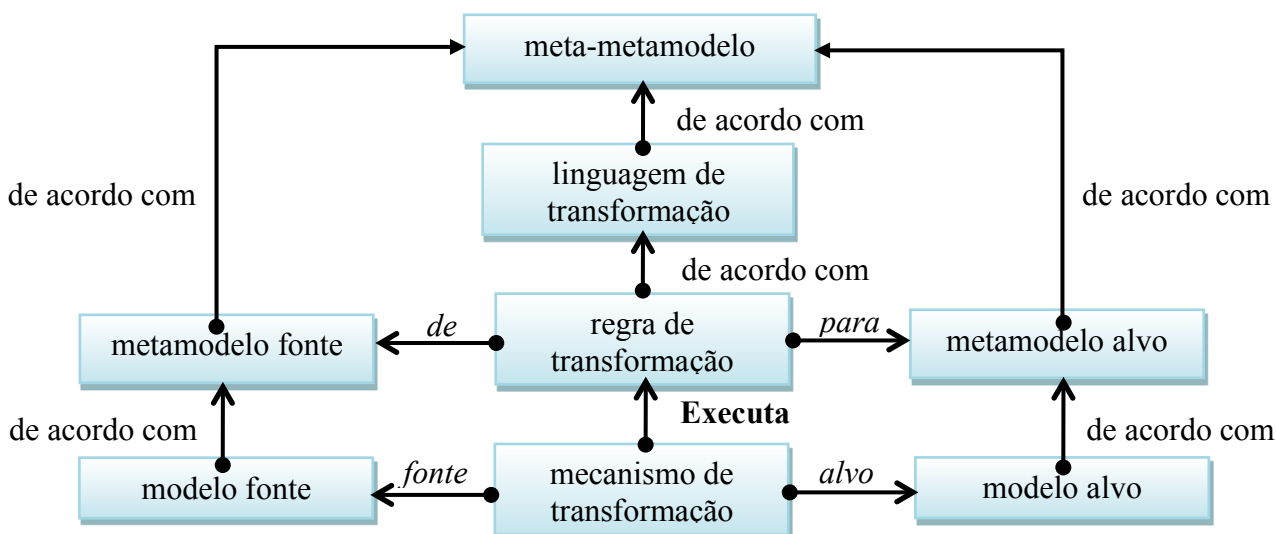 meta-metamodelo
de acordo com
linguagem de
transformação
de acordo com
de acordo com
de acordo com
metamodelo fonte
de
regra de
transformação
para
metamodelo alvo
de acordo com
Executa
de acordo com
modelo fonte
fonte
mecanismo de
transformação
alvo
modelo alvo